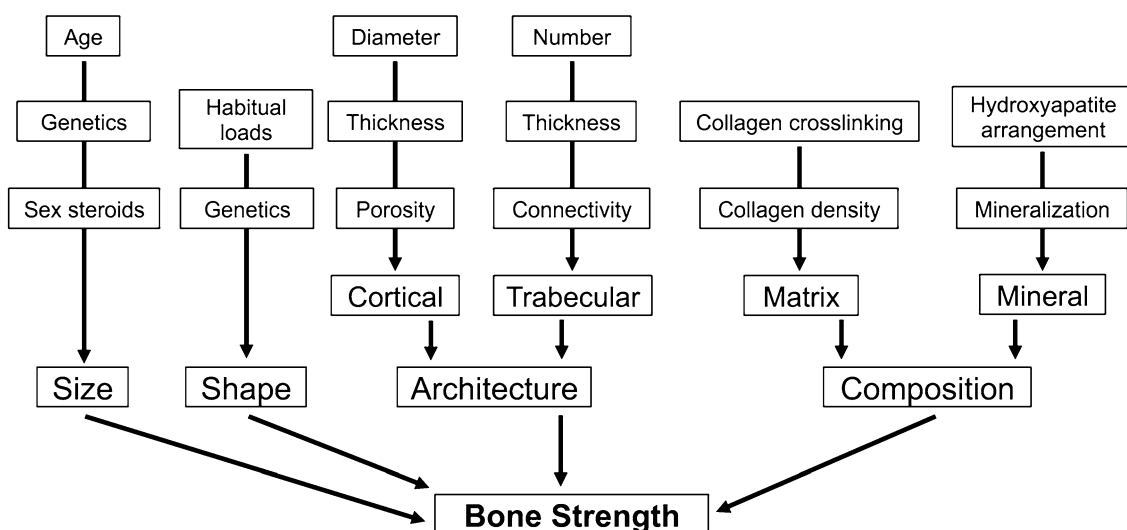 Age
Diameter
Number
Genetics
Habitual
loads
Thickness
Thickness
Collagen crosslinking
Hydroxyapatite
arrangement
Sex steroids
Genetics
Porosity
Connectivity
Collagen density
Mineralization
Cortical
Trabecular
Matrix
Mineral
Size
Shape
Architecture
Composition
Bone Strength